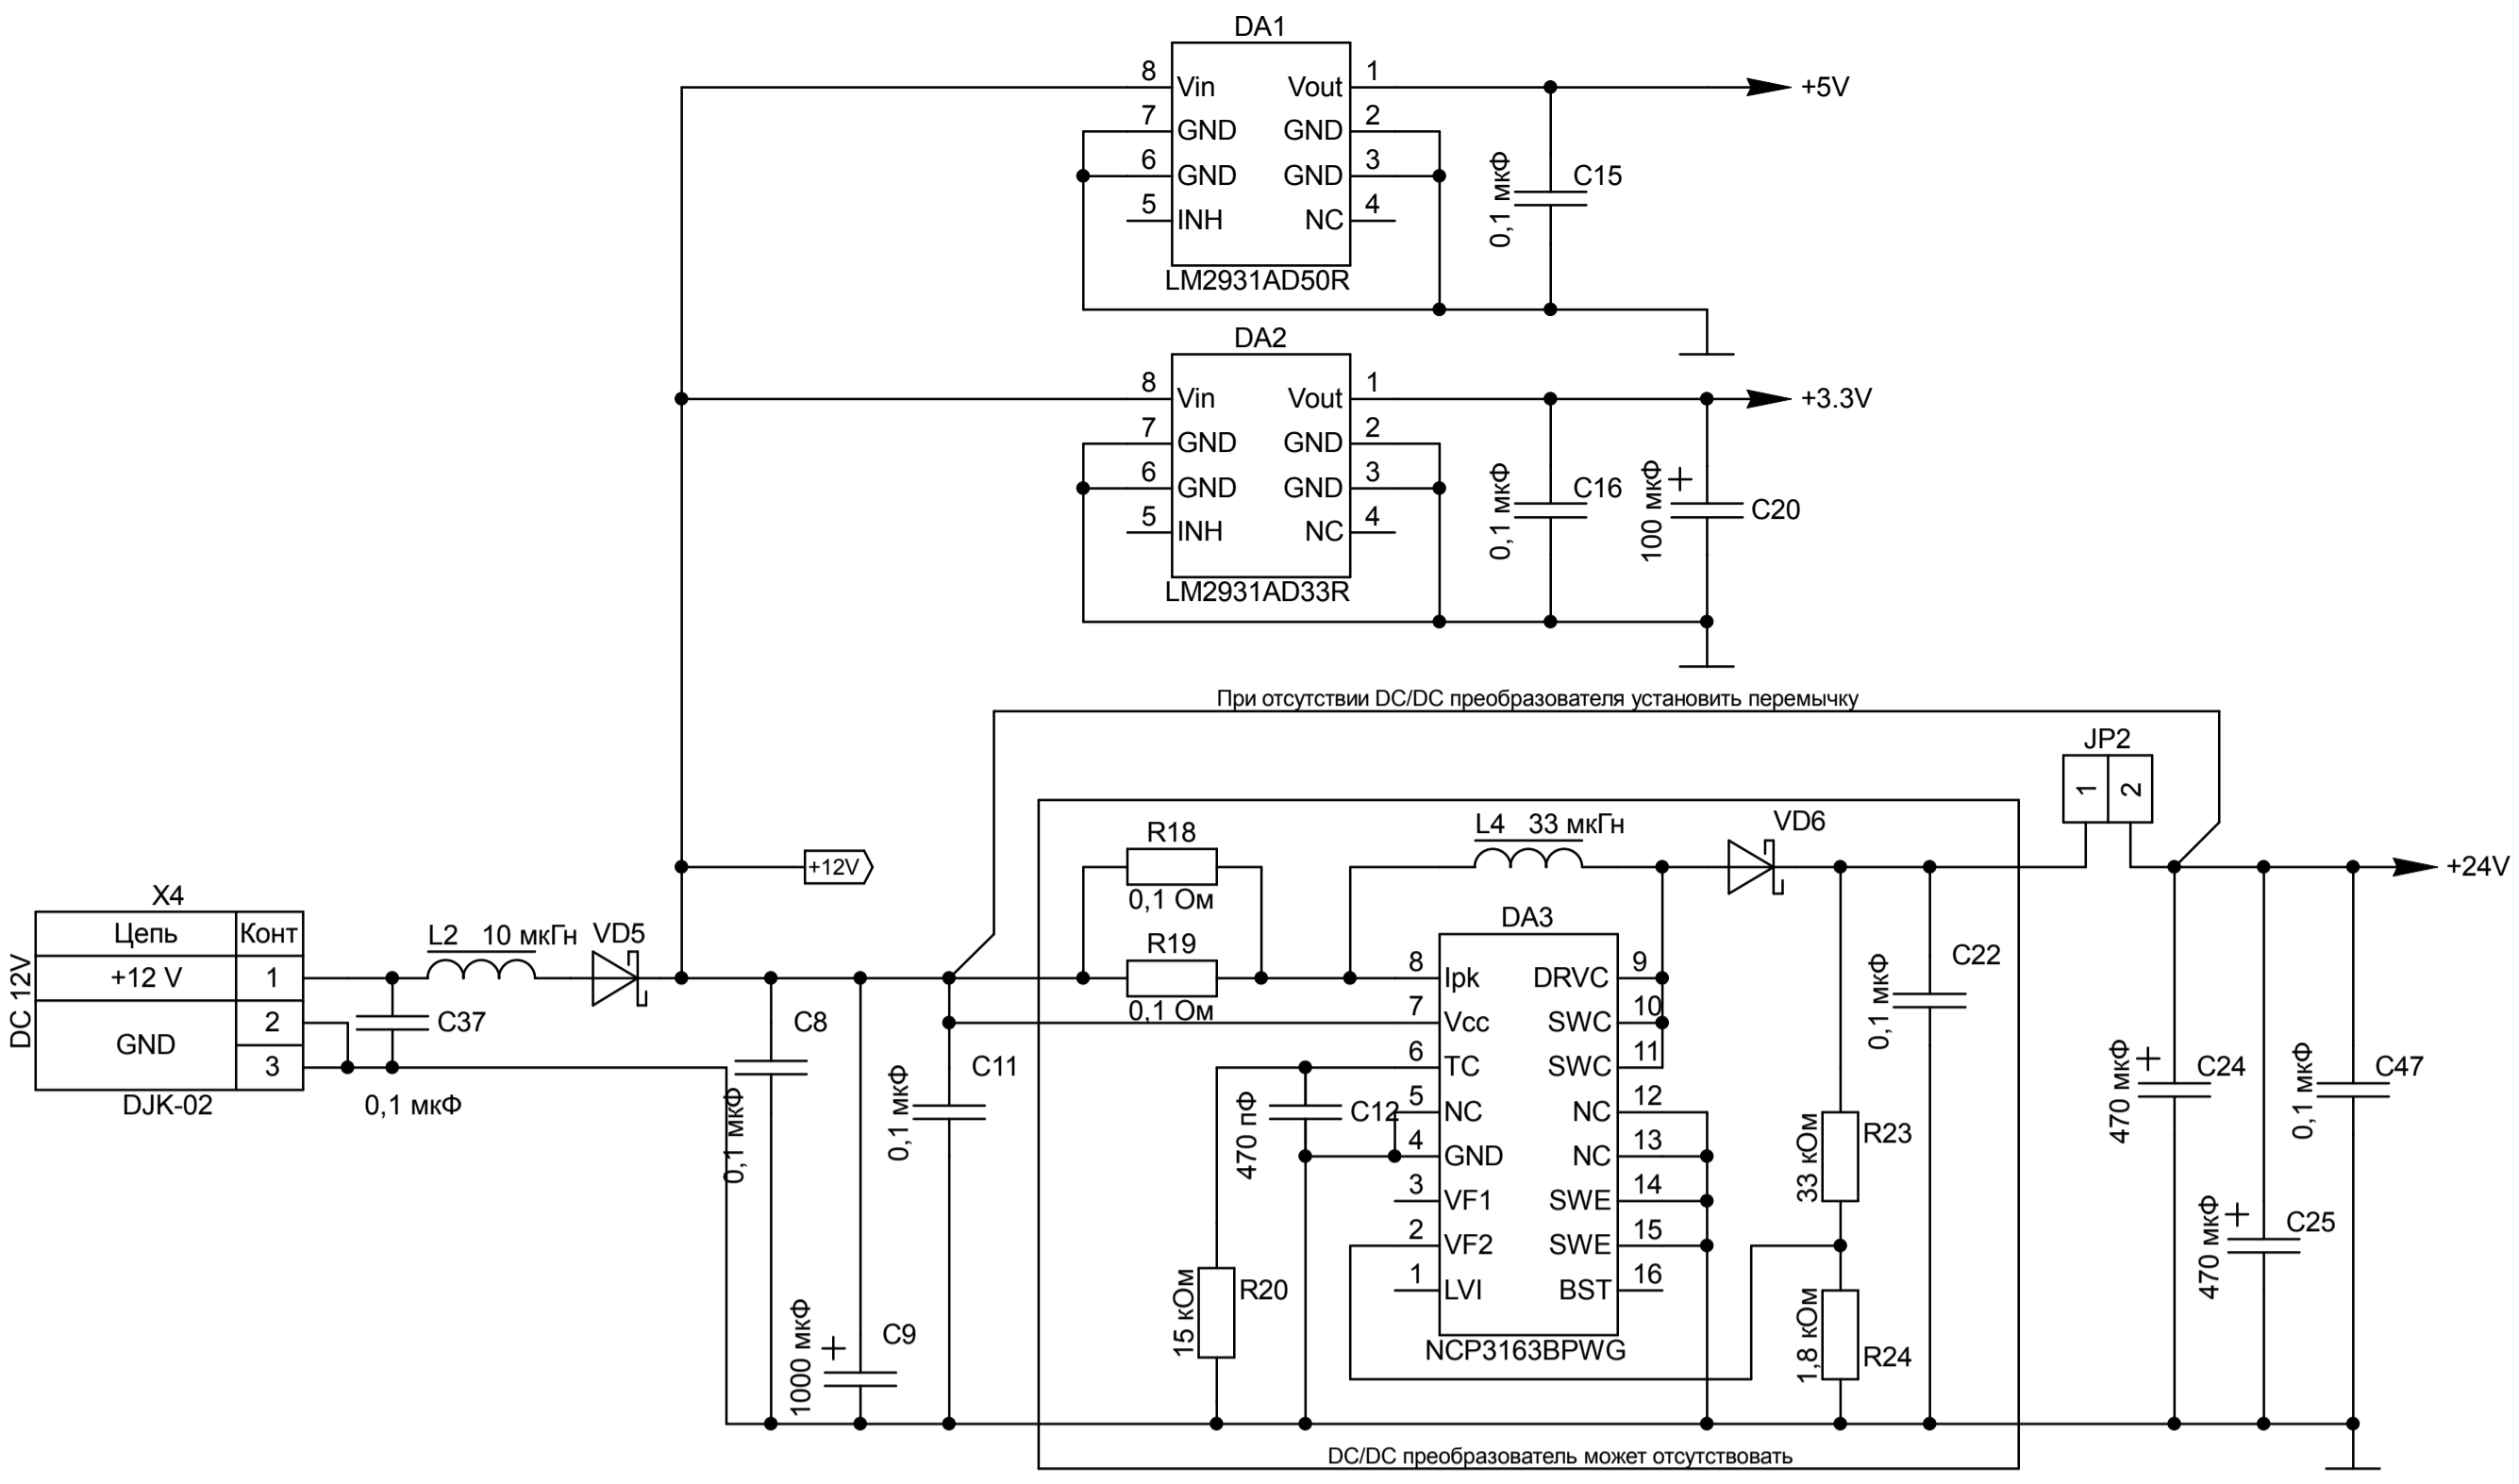 DA1
8 Vin Vout 1
7 GND GND 2
6 GND GND 3
5 INH NC 4
LM2931AD50R
+5V
C15
0,1 мкФ
DA2
8 Vin Vout 1
7 GND GND 2
6 GND GND 3
5 INH NC 4
LM2931AD33R
+3.3V
C16
0,1 мкФ
C20
100 мкФ
+
При отсутствии DC/DC преобразователя установить перемычку
JP2
1 2
+12V
X4
Цепь Конт
+12 V 1
GND 2
3
DJK-02
DC 12V
C37
0,1 мкФ
L2 10 мкГн
VD5
C8
0,1 мкФ
C9
1000 мкФ
+
C11
0,1 мкФ
R18
0,1 Ом
R19
0,1 Ом
L4 33 мкГн
VD6
DA3
8 Ipk DRVC 9
7 Vcc SWC 10
6 TC SWC 11
5 NC NC 12
4 GND NC 13
3 VF1 SWE 14
2 VF2 SWE 15
1 LVI BST 16
NCP3163BPWG
C12
470 пФ
R20
15 кОм
R23
33 кОм
R24
1,8 кОм
C22
0,1 мкФ
C24
470 мкФ
+
C25
470 мкФ
+
C47
0,1 мкФ
+24V
DC/DC преобразователь может отсутствовать